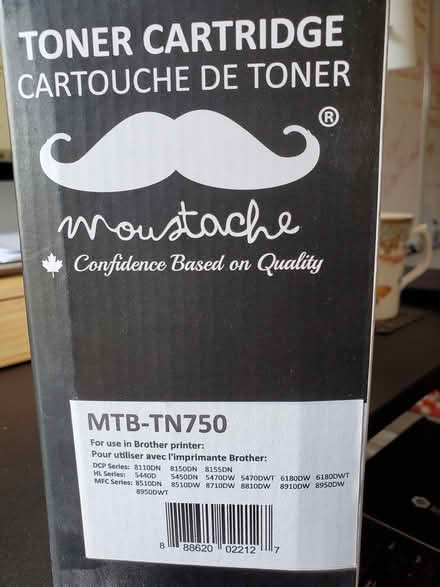 TONER CARTRIDGE
CARTOUCHE DE TONER
®
moustache
Confidence Based on Quality
MTB-TN750
For use in Brother printer:
Pour utiliser avec l'imprimante Brother:
DCP Series: 8110DN 8150DN 8155DN
HL Series: 5440D 5450DN 5470DW 5470DWT 6180DW 6180DWT
MFC Series: 8510DN 8510DW 8710DW 8810DW 8910DW 8950DW
8950DWT
8 88620 02212 7